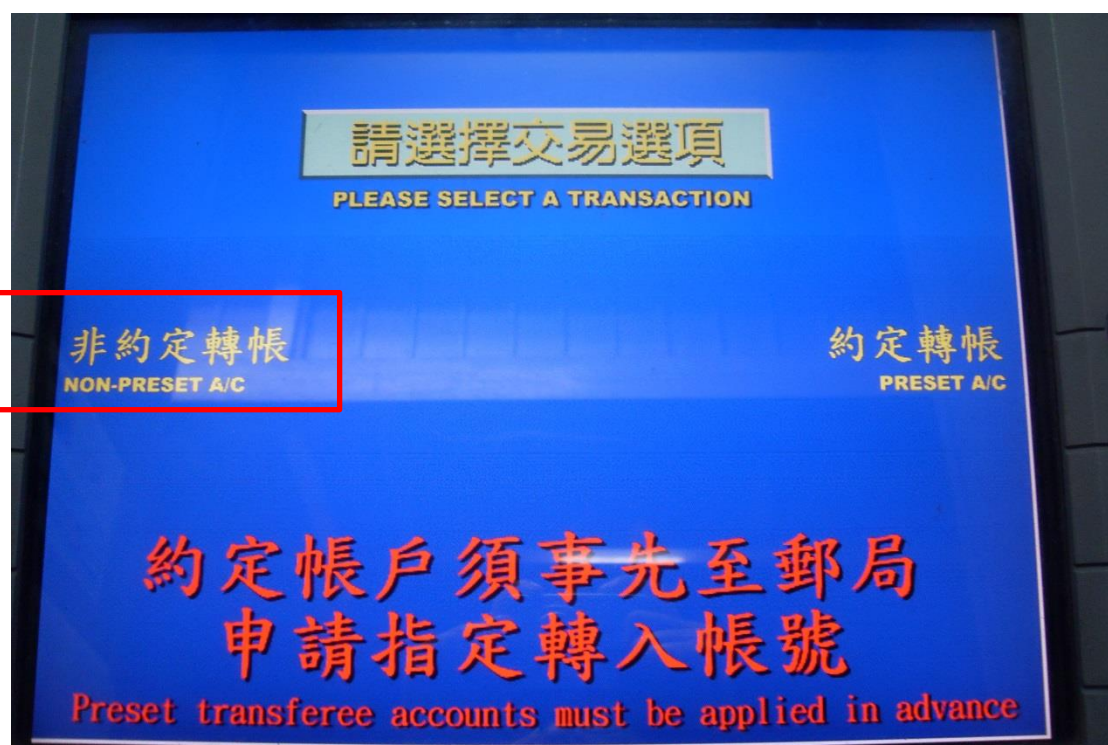 請選擇交易選項
PLEASE SELECT A TRANSACTION
非約定轉帳
NON-PRESET A/C
約定轉帳
PRESET A/C
約定帳戶須事先至郵局
申請指定轉入帳號
Preset transferee accounts must be applied in advance